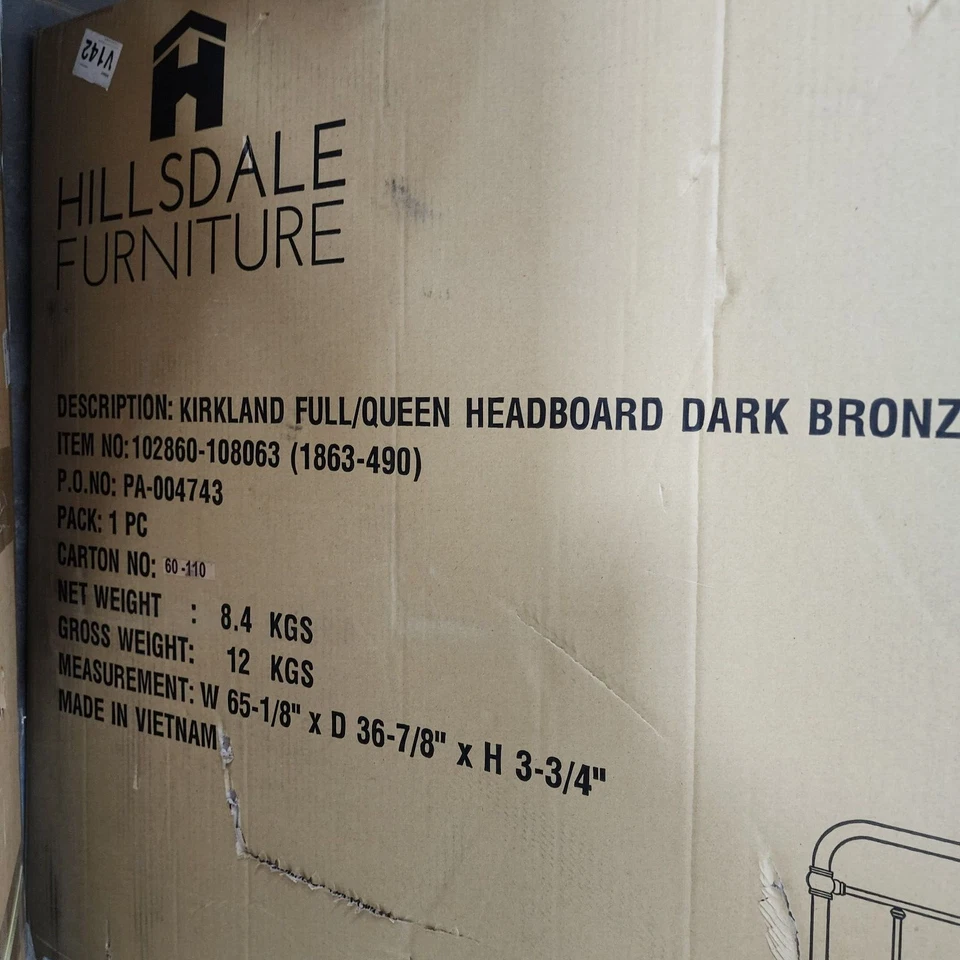 V142
HILLSDALE
FURNITURE
DESCRIPTION: KIRKLAND FULL/QUEEN HEADBOARD DARK BRONZ
ITEM NO: 102860-108063 (1863-490)
P.O.NO: PA-004743
PACK: 1 PC
CARTON NO: 60-110
NET WEIGHT : 8.4 KGS
GROSS WEIGHT: 12 KGS
MEASUREMENT: W 65-1/8" x D 36-7/8" x H 3-3/4"
MADE IN VIETNAM